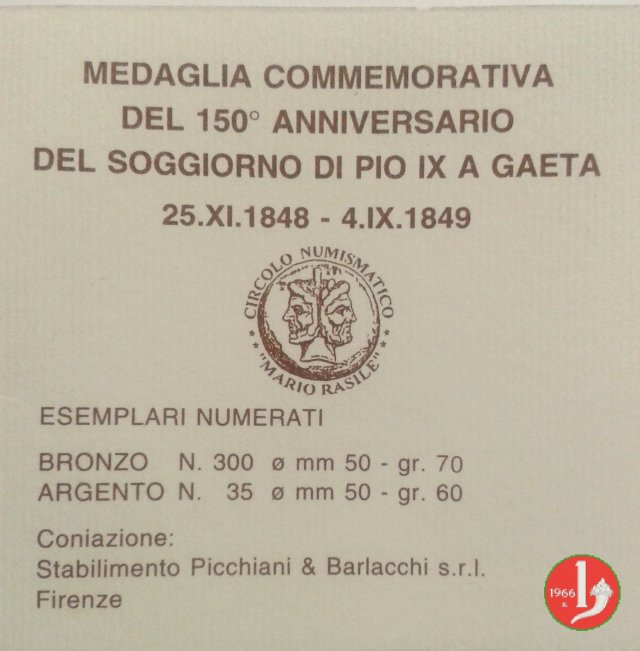 MEDAGLIA COMMEMORATIVA
DEL 150° ANNIVERSARIO
DEL SOGGIORNO DI PIO IX A GAETA
25.XI.1848 - 4.IX.1849
CIRCOLO NUMISMATICO
"MARIO RASILE"
ESEMPLARI NUMERATI
BRONZO N. 300 ø mm 50 - gr. 70
ARGENTO N. 35 ø mm 50 - gr. 60
Coniazione:
Stabilimento Picchiani & Barlacchi s.r.l.
Firenze
1966
R